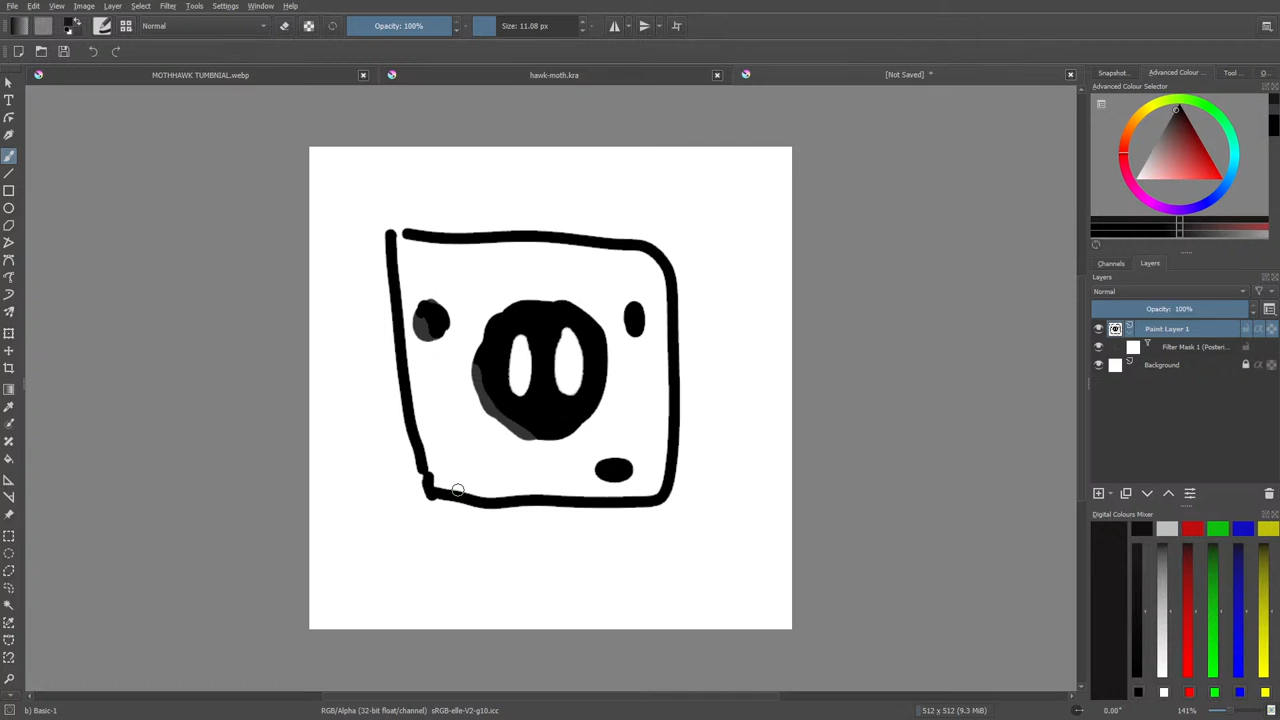 File Edit View Image Layer Select Filter Tools Settings Window Help
Normal Opacity: 100% Size: 11.08 px
MOTHHAWK TUMBNIAL.webp hawk-moth.kra [Not Saved] *
Snapshot... Advanced Colour ... Tool ... O...
Advanced Colour Selector
Channels Layers
Layers
Normal
Opacity: 100%
Paint Layer 1
Filter Mask 1 (Posteri...
Background
Digital Colours Mixer
b) Basic-1 RGB/Alpha (32-bit float/channel) sRGB-elle-V2-g10.icc 512 x 512 (9.3 MiB) 0.00° 141%